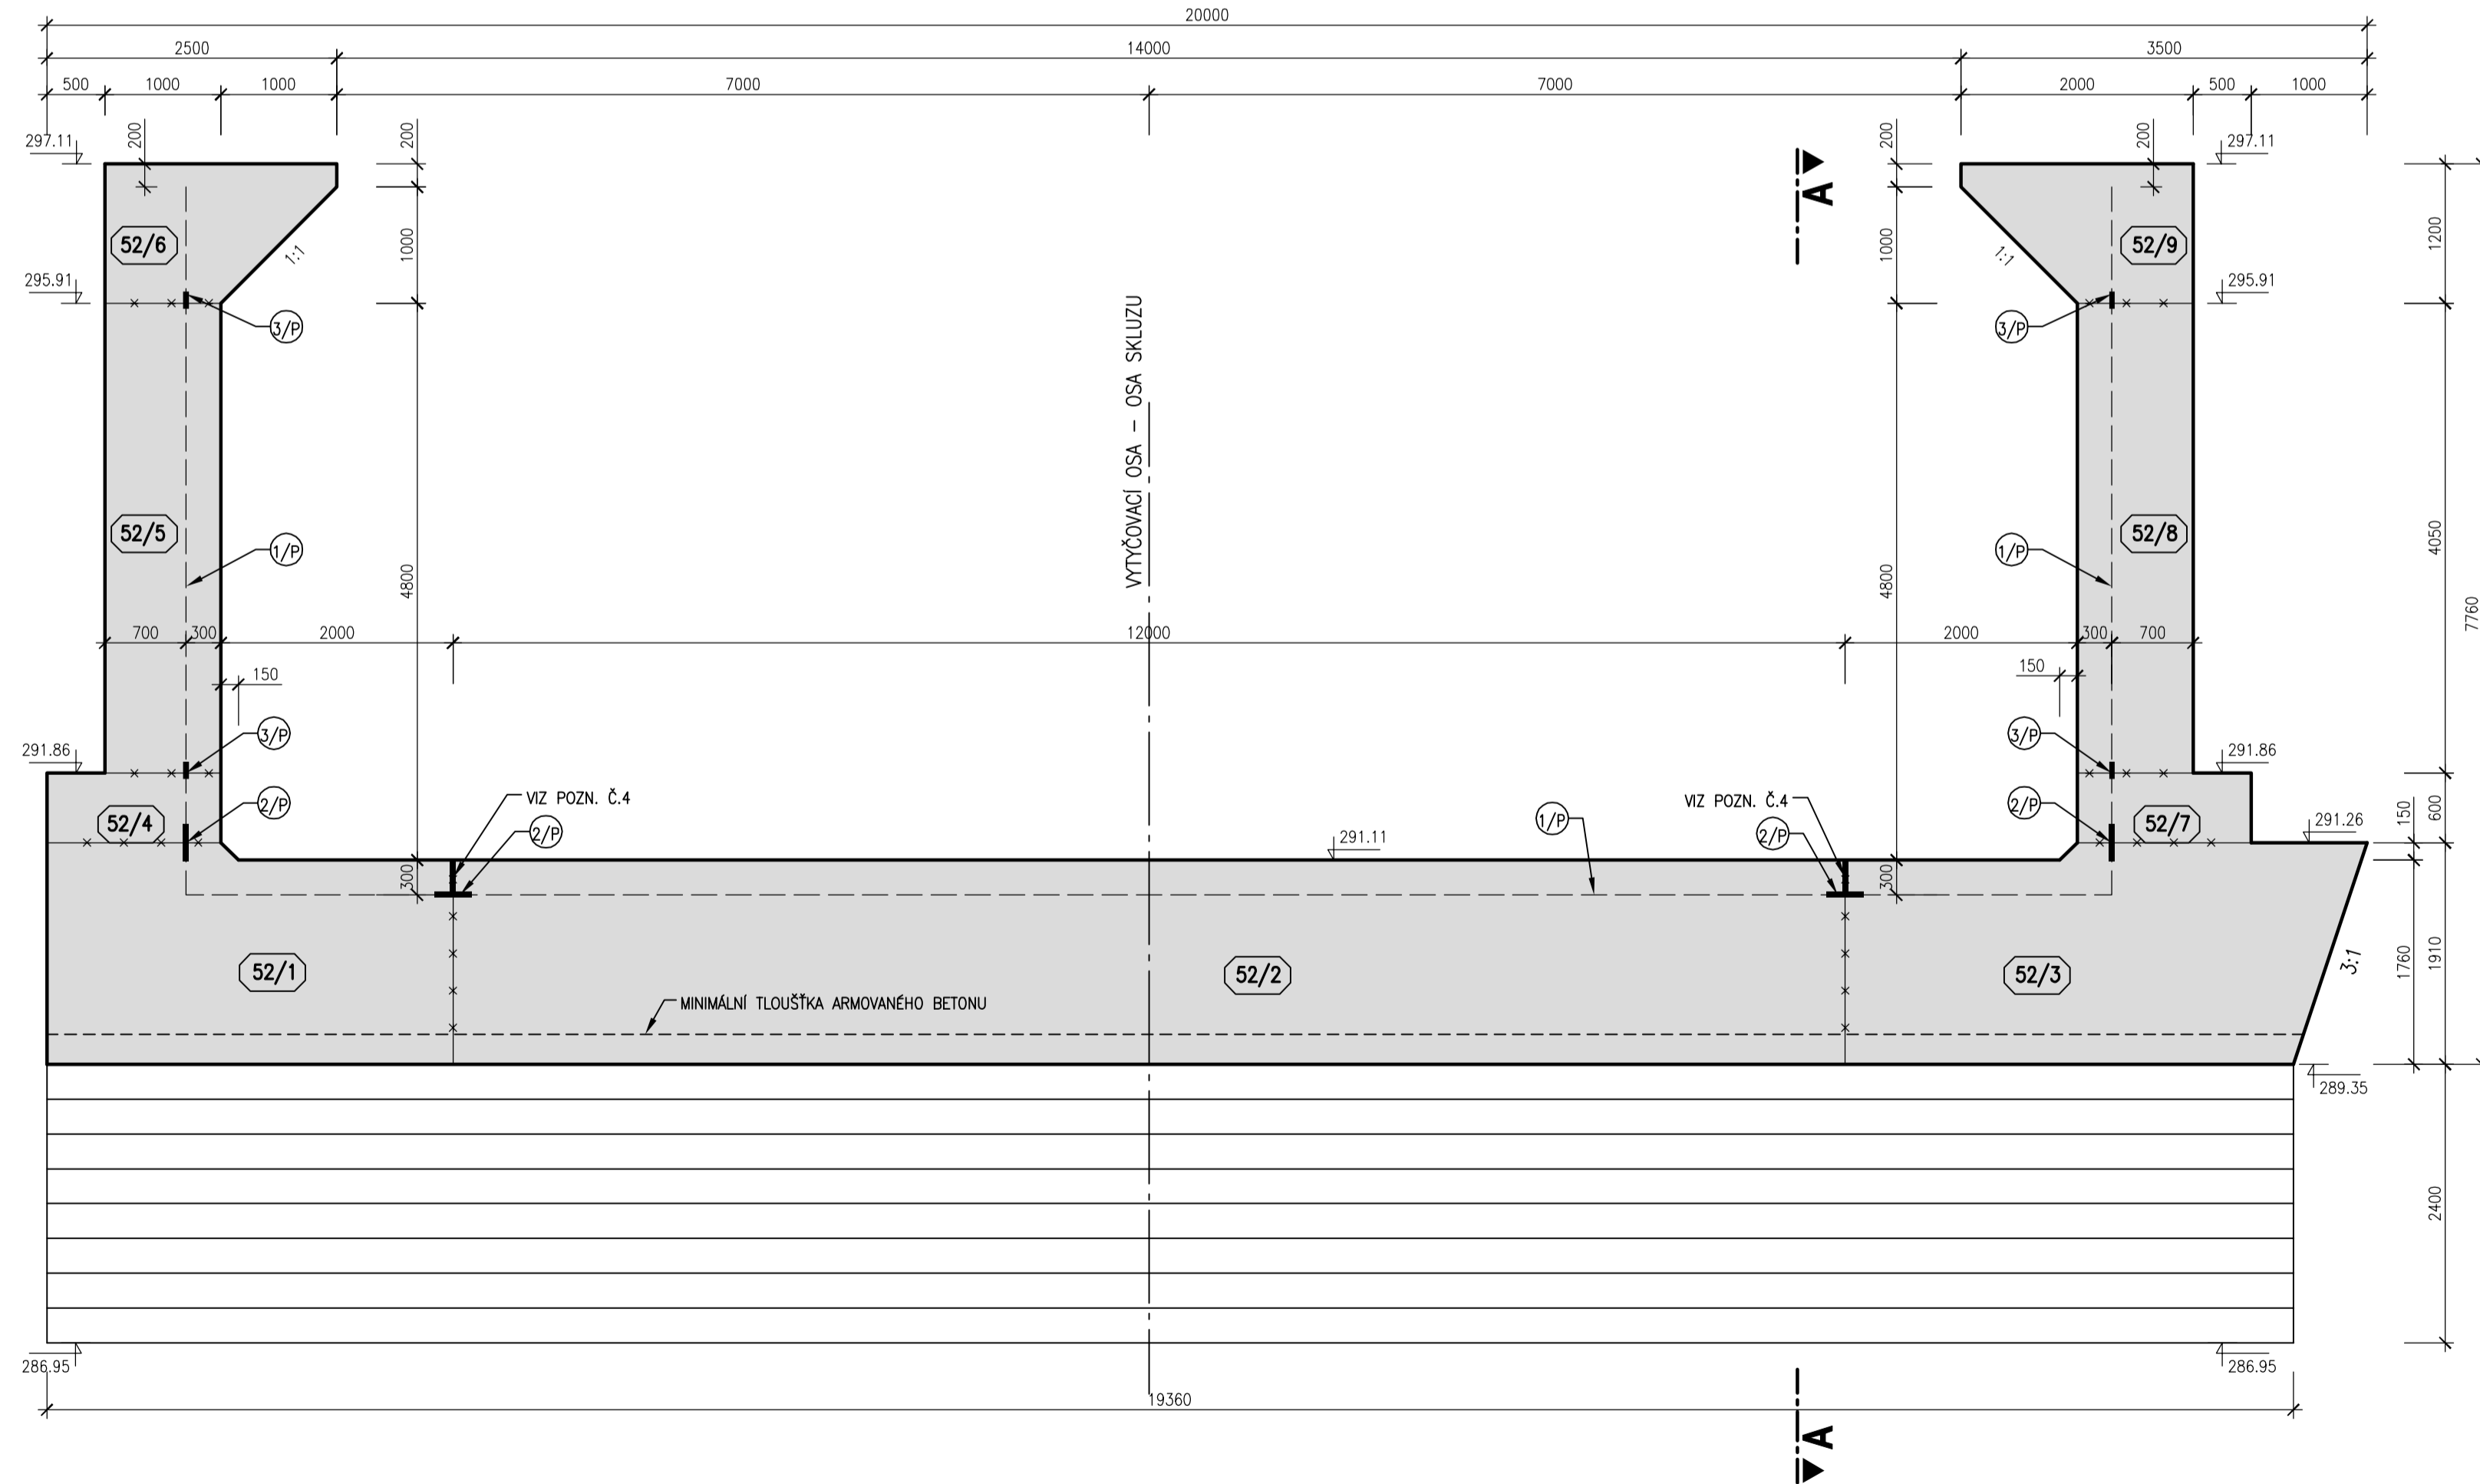 20000
2500 14000 3500
500 1000 1000 7000 7000 2000 500 1000
297.11 200 200 A 200 200 297.11
52/6 1:1 1000 1000 1:1 52/9 1200
295.91 295.91
3/P 3/P
VYTYČOVACÍ OSA – OSA SKLUZU
52/5 1/P 4800 4800 1/P 52/8 4050
7760
700 300 2000 12000 2000 300 700
150 150
3/P 3/P
291.86 291.86
52/4 2/P VIZ POZN. Č.4 VIZ POZN. Č.4 2/P 52/7 150 600
2/P 291.11 1/P 2/P 291.26
300 300
52/1 52/2 52/3 3:1 1760 1910
MINIMÁLNÍ TLOUŠŤKA ARMOVANÉHO BETONU
289.35
2400
286.95 286.95
19360
A